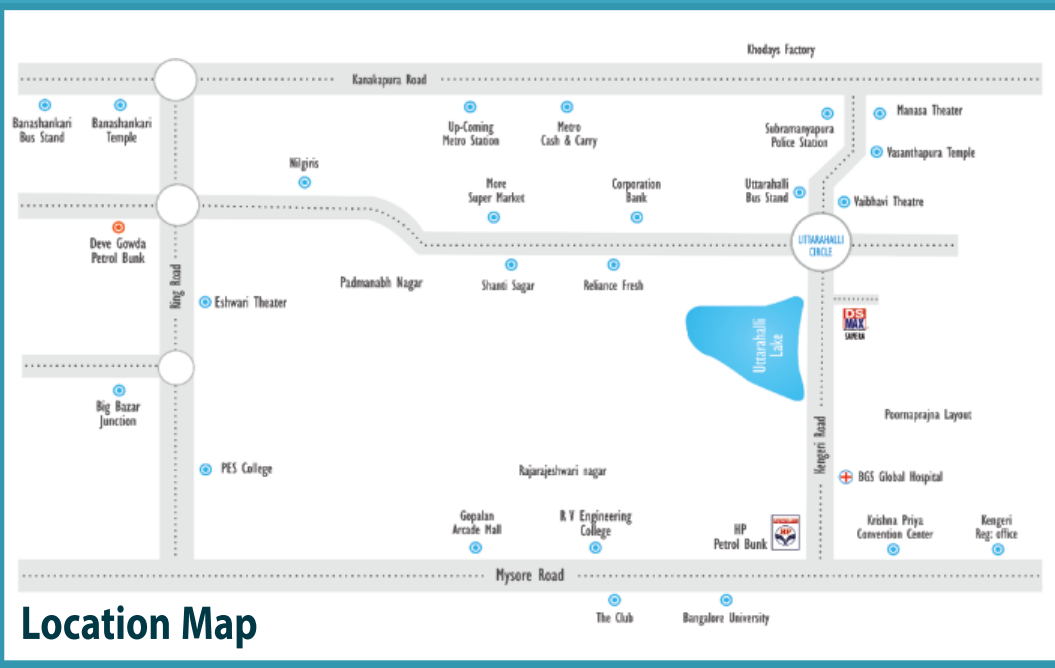 Khodays Factory
Kanakapura Road
Banashankari
Bus Stand
Banashankari
Temple
Up-Coming
Metro Station
Metro
Cash & Carry
Subramanyapura
Police Station
Manasa Theater
Vasanthapura Temple
Nilgiris
More
Super Market
Corporation
Bank
Uttarahalli
Bus Stand
Vaibhavi Theatre
UTTARAHALLI
CIRCLE
Deve Gowda
Petrol Bunk
Ring Road
Eshwari Theater
Padmanabh Nagar
Shanti Sagar
Reliance Fresh
Uttarahalli
Lake
DS
MAX
SAMERA
Big Bazar
Junction
Poornaprajna Layout
Kengeri Road
PES College
Rajarajeshwari nagar
BGS Global Hospital
Gopalan
Arcade Mall
R V Engineering
College
HP
Petrol Bunk
HP
Krishna Priya
Convention Center
Kengeri
Reg: office
Mysore Road
The Club
Bangalore University
Location Map